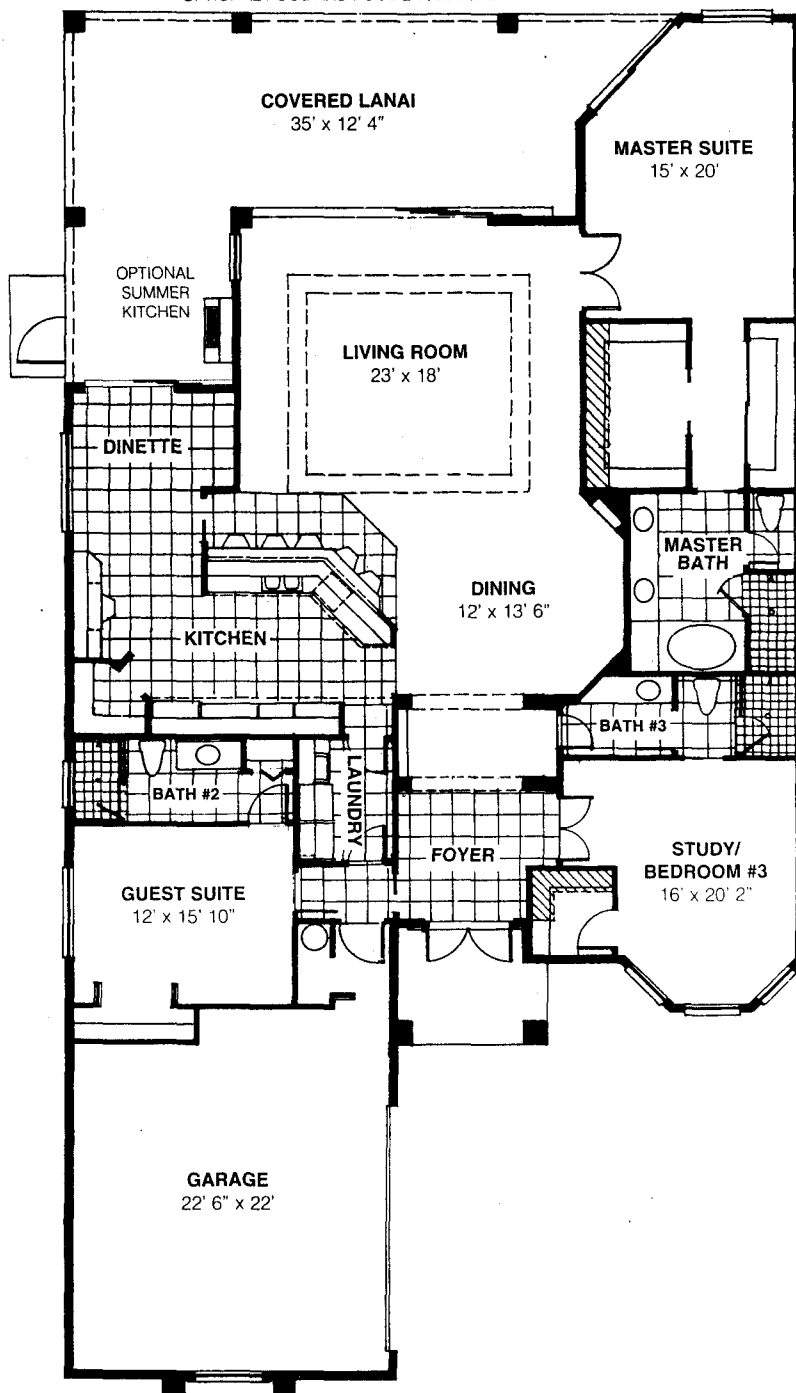 COVERED LANAI
35' x 12' 4"
MASTER SUITE
15' x 20'
OPTIONAL
SUMMER
KITCHEN
LIVING ROOM
23' x 18'
DINETTE
MASTER
BATH
DINING
12' x 13' 6"
KITCHEN
BATH #3
BATH #2
LAUNDRY
FOYER
STUDY/
BEDROOM #3
16' x 20' 2"
GUEST SUITE
12' x 15' 10"
GARAGE
22' 6" x 22'